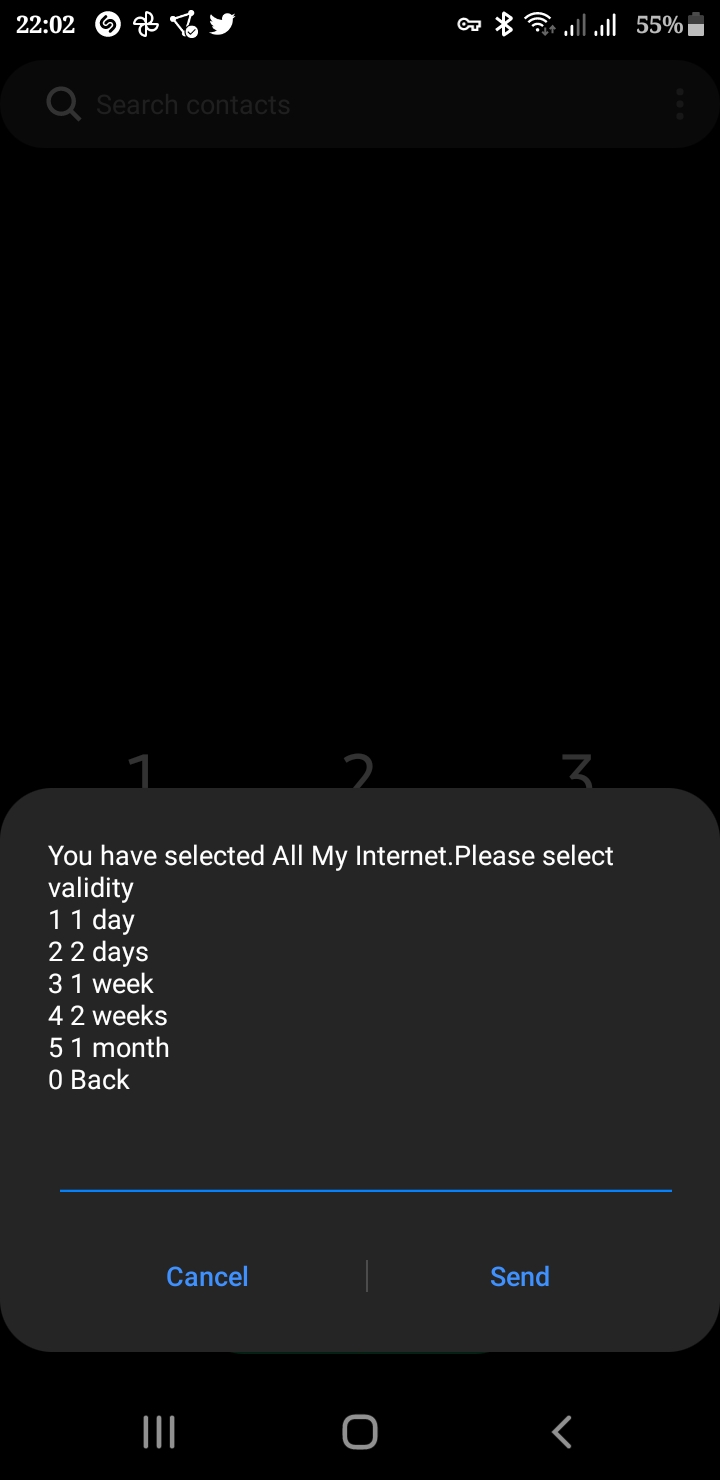 22:02 55%
Search contacts
1 2 3
You have selected All My Internet.Please select
validity
1 1 day
2 2 days
3 1 week
4 2 weeks
5 1 month
0 Back
Cancel Send